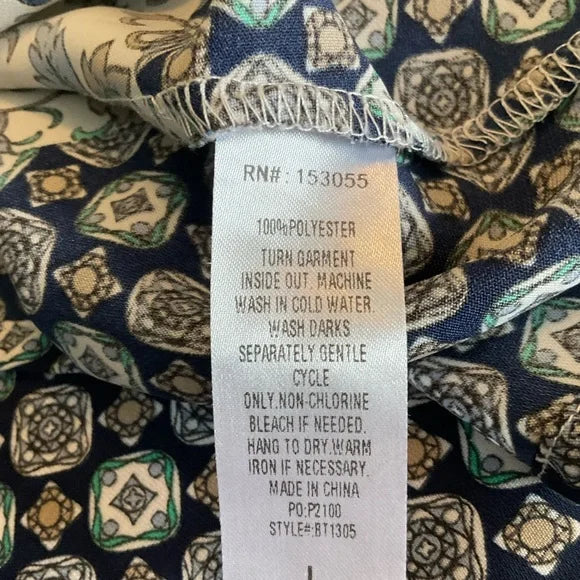 RN#: 153055
100%POLYESTER
TURN GARMENT
INSIDE OUT. MACHINE
WASH IN COLD WATER.
WASH DARKS
SEPARATELY.GENTLE
CYCLE
ONLY.NON-CHLORINE
BLEACH IF NEEDED.
HANG TO DRY.WARM
IRON IF NECESSARY.
MADE IN CHINA
PO:P2100
STYLE#:BT1305